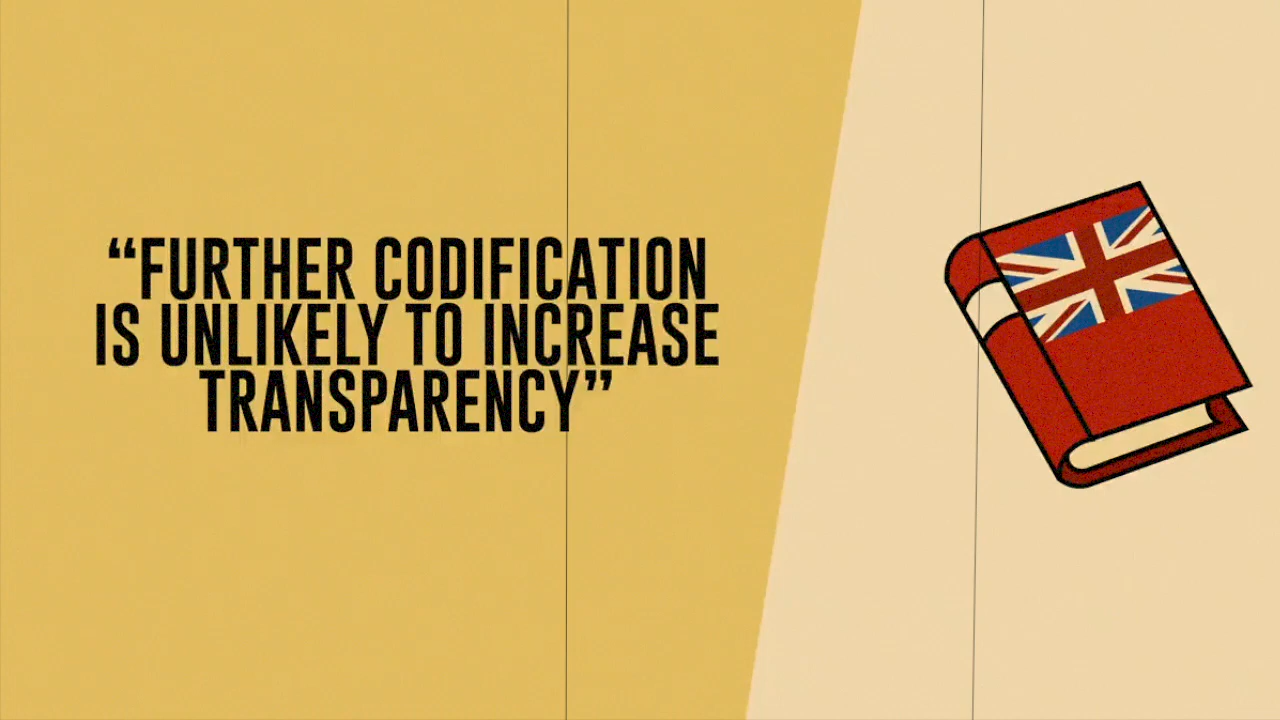 “FURTHER CODIFICATION
IS UNLIKELY TO INCREASE
TRANSPARENCY”